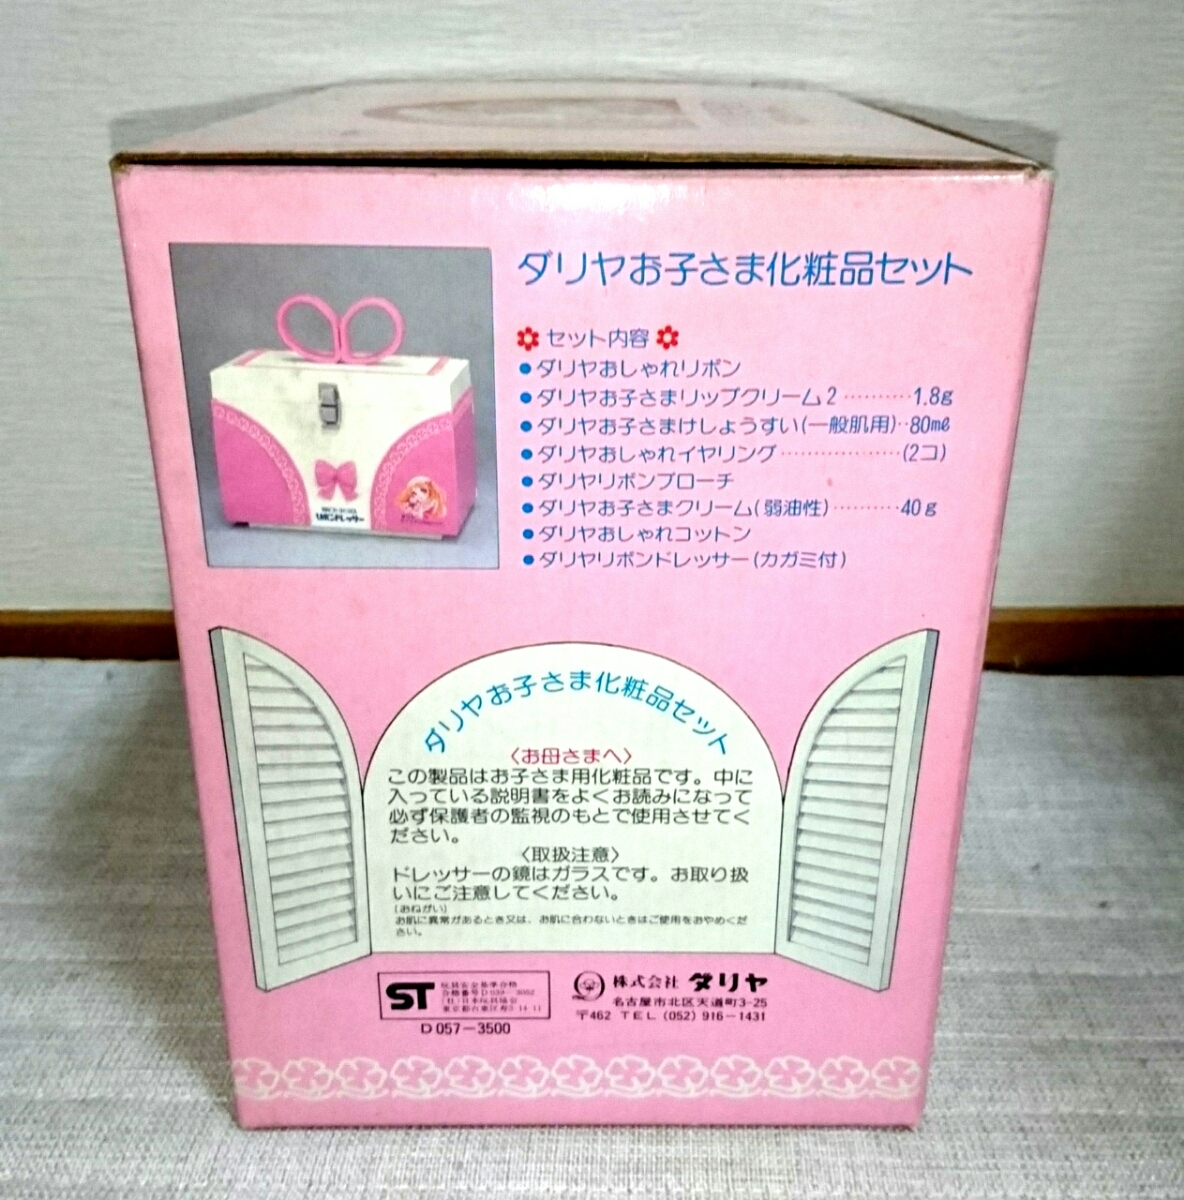 ダリヤお子さま化粧品セット
セット内容
●ダリヤおしゃれリボン
●ダリヤお子さまリップクリーム2 ‥‥‥‥‥1.8g
●ダリヤお子さまけしょうすい(一般肌用)‥80mℓ
●ダリヤおしゃれイヤリング‥‥‥‥‥‥‥‥‥(2コ)
●ダリヤリボンブローチ
●ダリヤお子さまクリーム(弱油性)‥‥‥‥‥40g
●ダリヤおしゃれコットン
●ダリヤリボンドレッサー(カガミ付)
リボンドレッサー
ダリヤお子さま化粧品セット
〈お母さまへ〉
この製品はお子さま用化粧品です。中に
入っている説明書をよくお読みになって
必ず保護者の監視のもとで使用させてく
ださい。
〈取扱注意〉
ドレッサーの鏡はガラスです。お取り扱
いにご注意してください。
(おねがい)
お肌に異常があるとき又は、お肌に合わないときはご使用をおやめくだ
さい。
ST
玩具安全基準合格
(社)日本玩具協会
D 057-3500
株式会社 ダリヤ
名古屋市北区天道町3-25
〒462 TEL (052) 916-1431